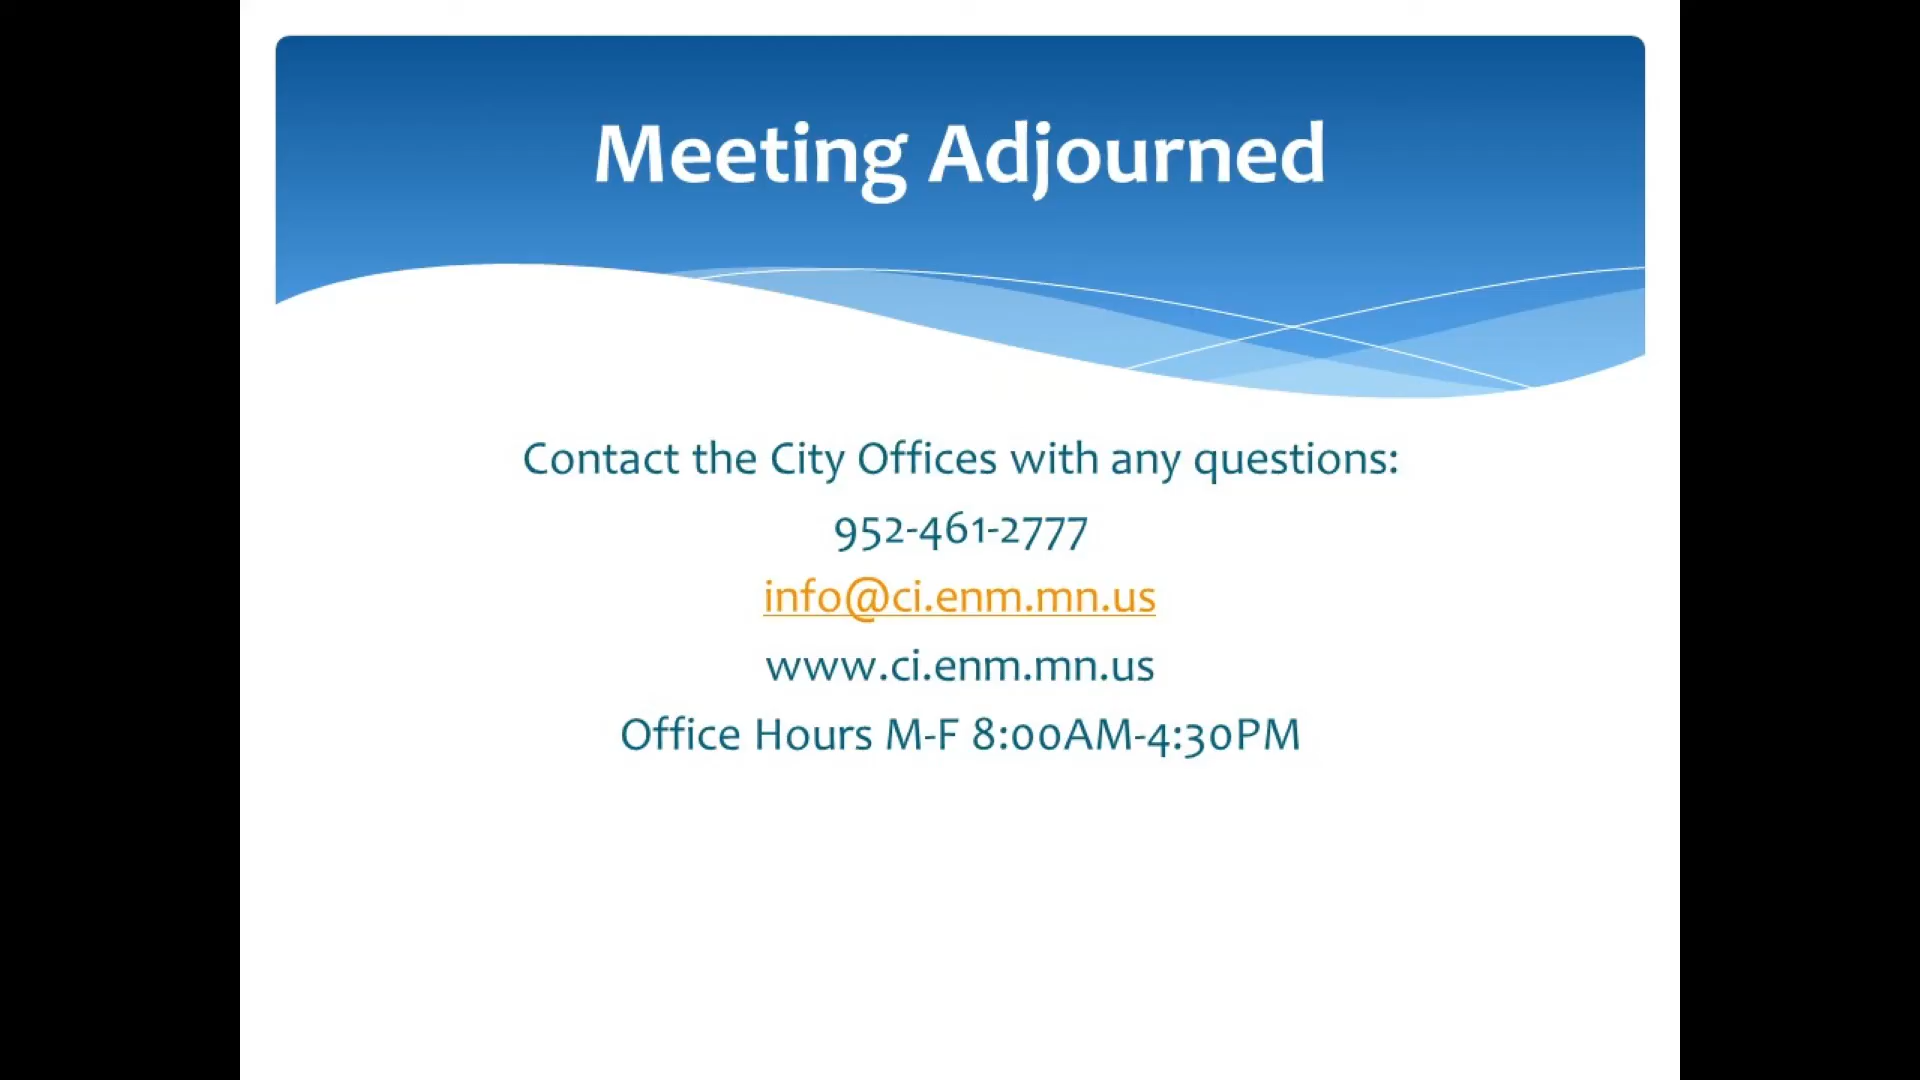 Meeting Adjourned
Contact the City Offices with any questions:
952-461-2777
info@ci.enm.mn.us
www.ci.enm.mn.us
Office Hours M-F 8:00AM-4:30PM